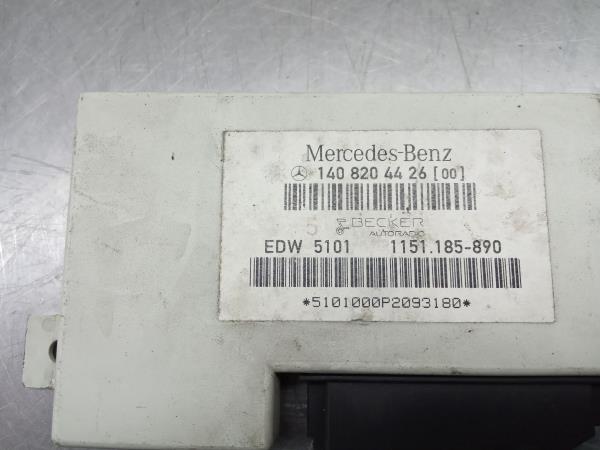 Mercedes-Benz
140 820 44 26 [00]
BECKER
AUTORADIO
EDW 5101 1151.185-890
*5101000P2093180*